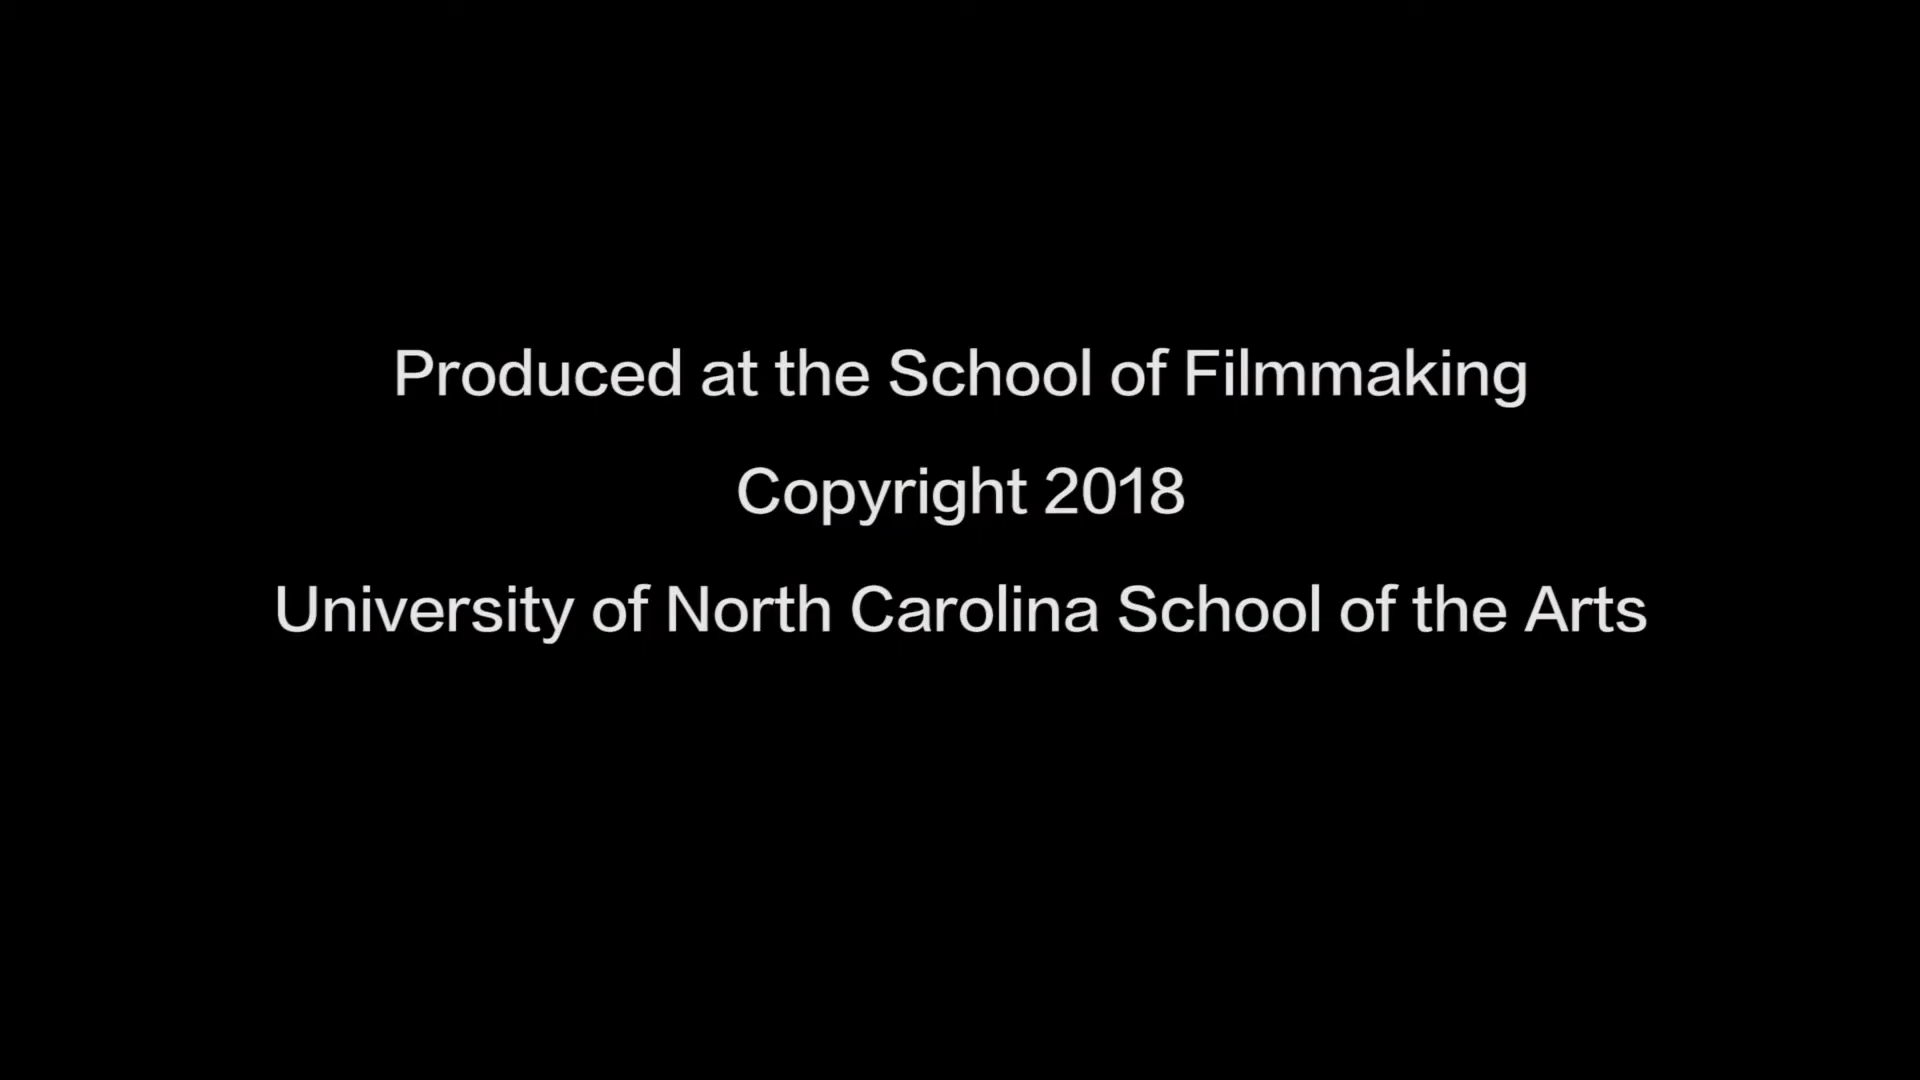 Produced at the School of Filmmaking
Copyright 2018
University of North Carolina School of the Arts